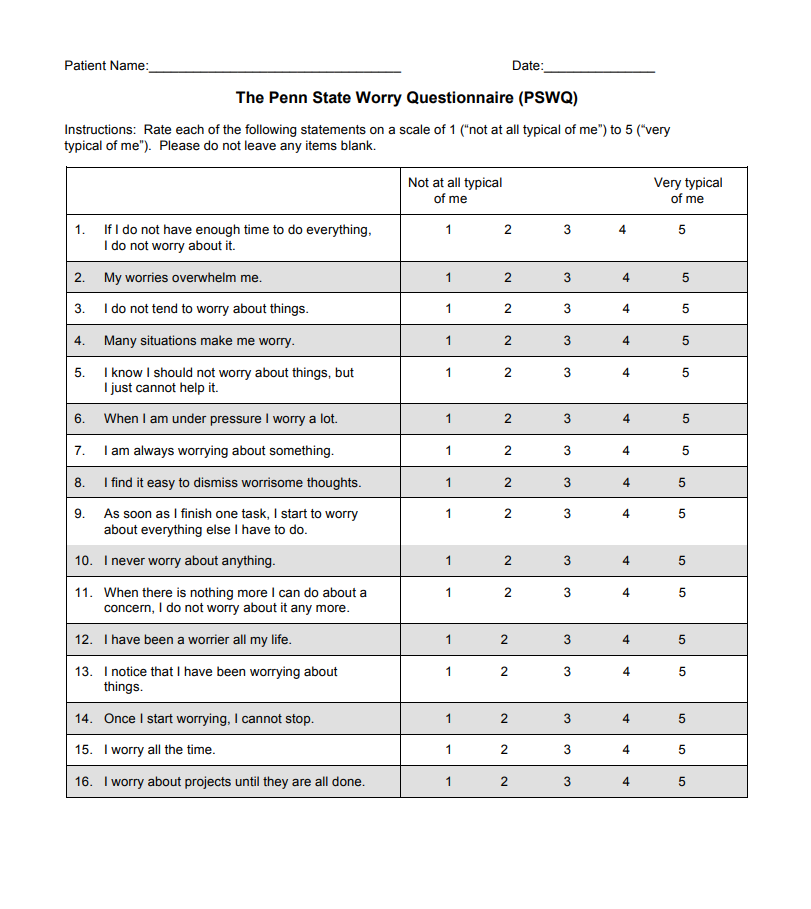 Patient Name:__________________________________ Date:_______________
The Penn State Worry Questionnaire (PSWQ)
Instructions:  Rate each of the following statements on a scale of 1 (“not at all typical of me”) to 5 (“very
typical of me”).  Please do not leave any items blank.
Not at all typical Very typical
of me of me
1. If I do not have enough time to do everything, 1 2 3 4 5
I do not worry about it.
2. My worries overwhelm me. 1 2 3 4 5
3. I do not tend to worry about things. 1 2 3 4 5
4. Many situations make me worry. 1 2 3 4 5
5. I know I should not worry about things, but 1 2 3 4 5
I just cannot help it.
6. When I am under pressure I worry a lot. 1 2 3 4 5
7. I am always worrying about something. 1 2 3 4 5
8. I find it easy to dismiss worrisome thoughts. 1 2 3 4 5
9. As soon as I finish one task, I start to worry 1 2 3 4 5
about everything else I have to do.
10. I never worry about anything. 1 2 3 4 5
11. When there is nothing more I can do about a 1 2 3 4 5
concern, I do not worry about it any more.
12. I have been a worrier all my life. 1 2 3 4 5
13. I notice that I have been worrying about 1 2 3 4 5
things.
14. Once I start worrying, I cannot stop. 1 2 3 4 5
15. I worry all the time. 1 2 3 4 5
16. I worry about projects until they are all done. 1 2 3 4 5